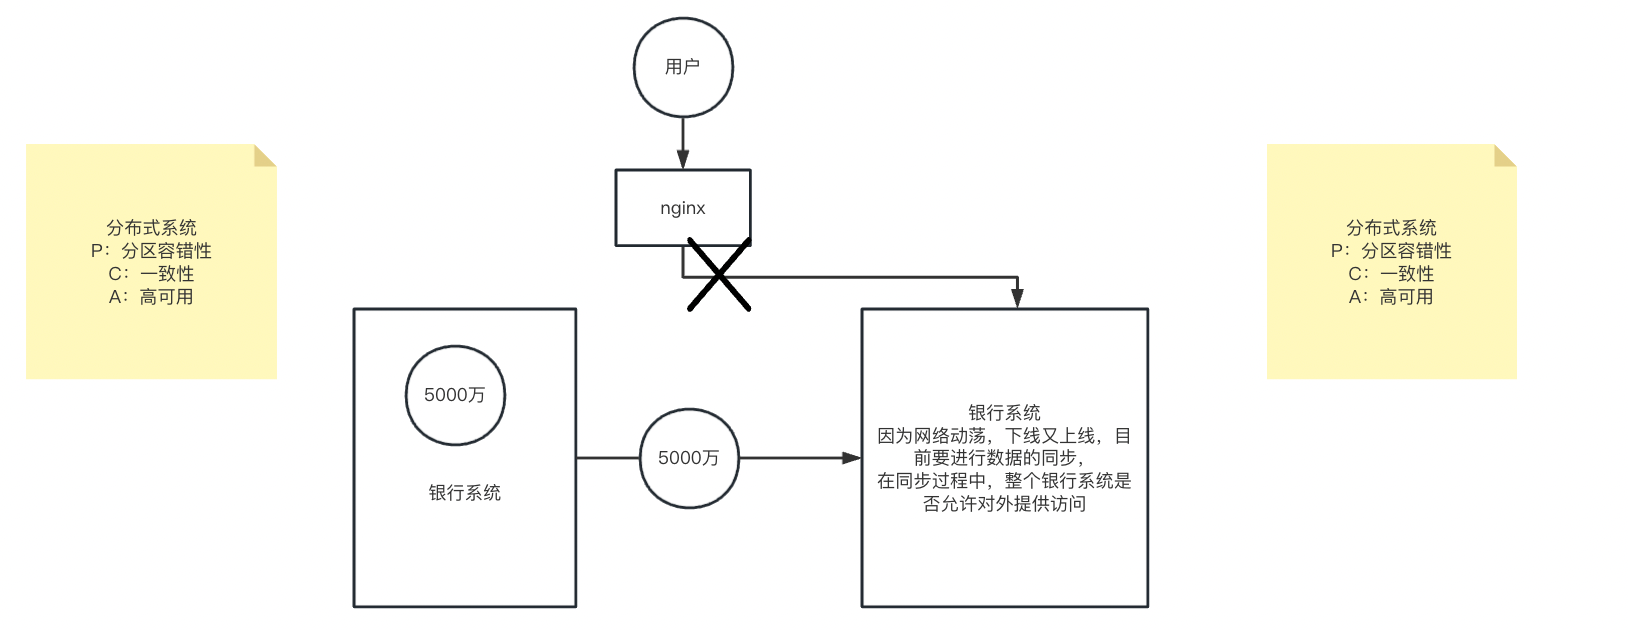 用户
nginx
分布式系统
P：分区容错性
C：一致性
A：高可用
5000万
银行系统
5000万
银行系统
因为网络动荡，下线又上线，目
前要进行数据的同步，
在同步过程中，整个银行系统是
否允许对外提供访问
分布式系统
P：分区容错性
C：一致性
A：高可用